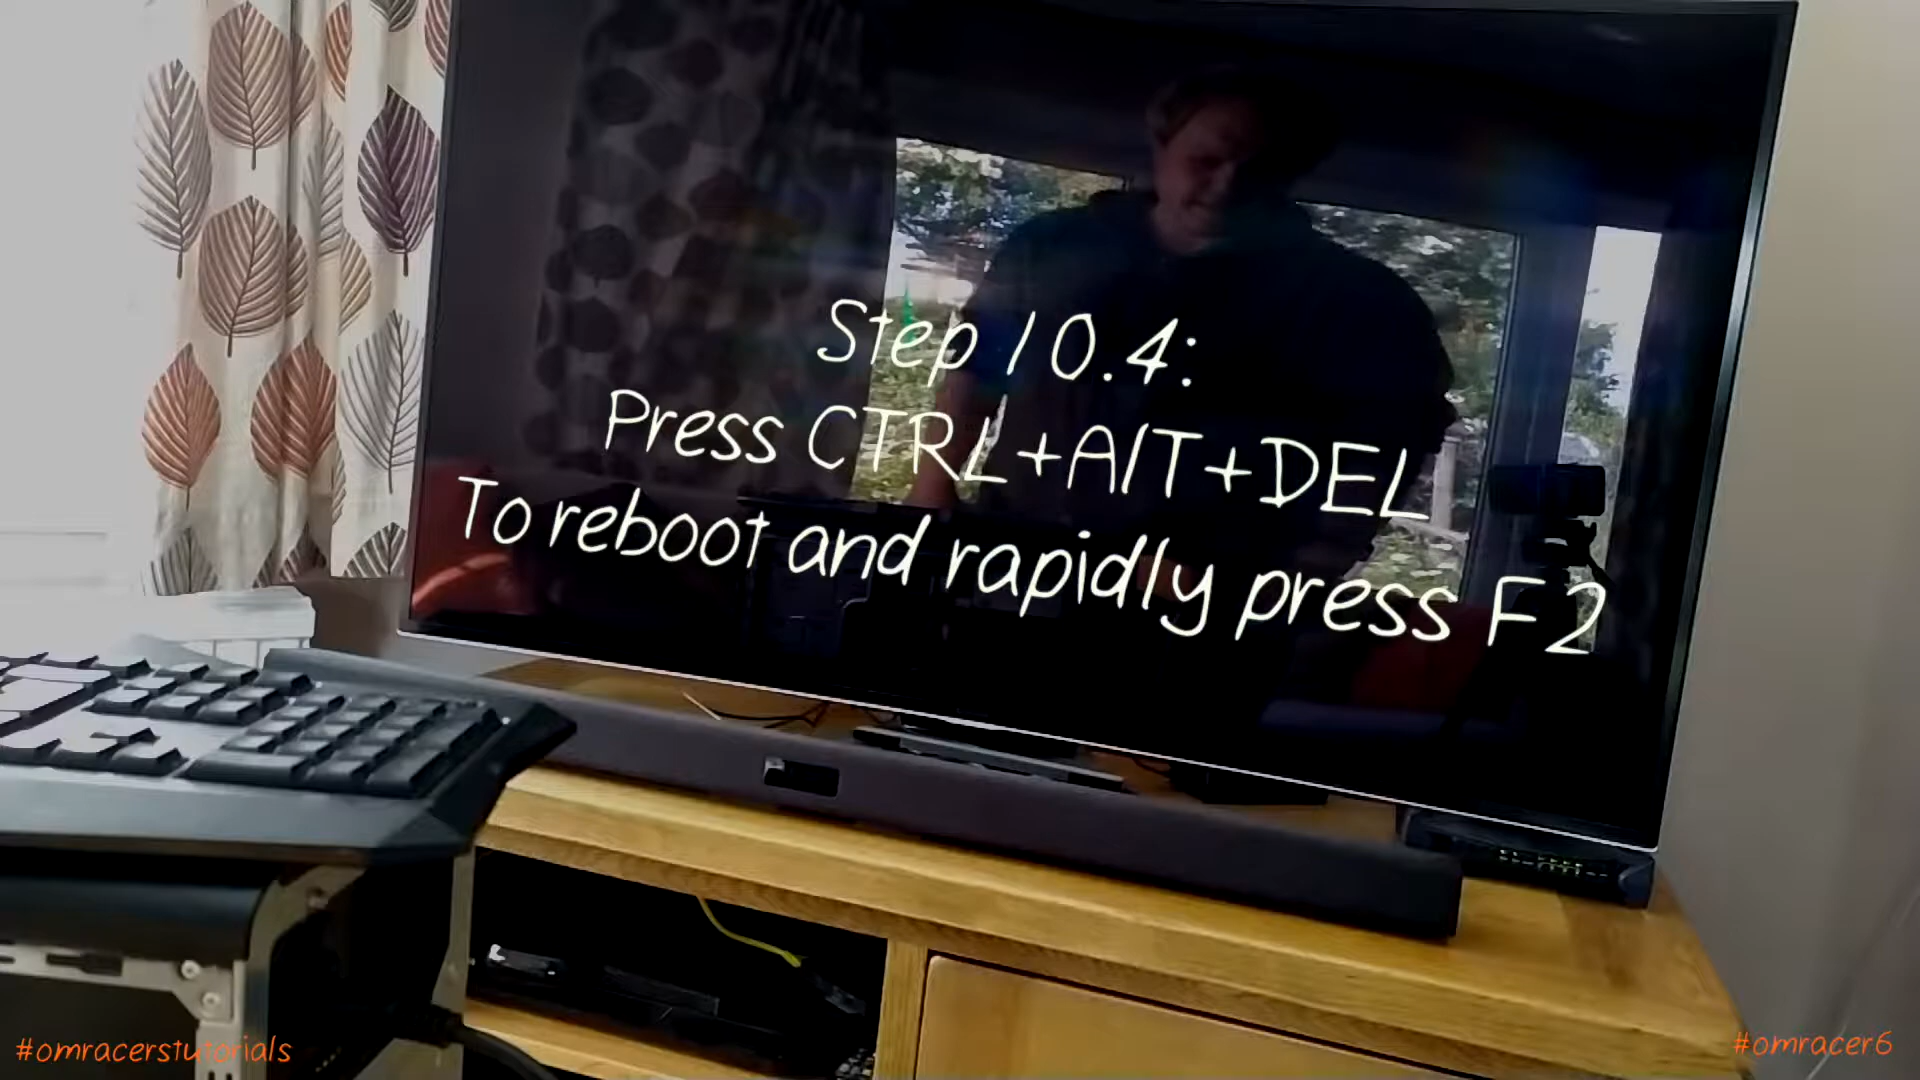 Step 10.4:
Press CTRL+AlT+DEL
To reboot and rapidly press F2
#omracerstutorials
#omracer6